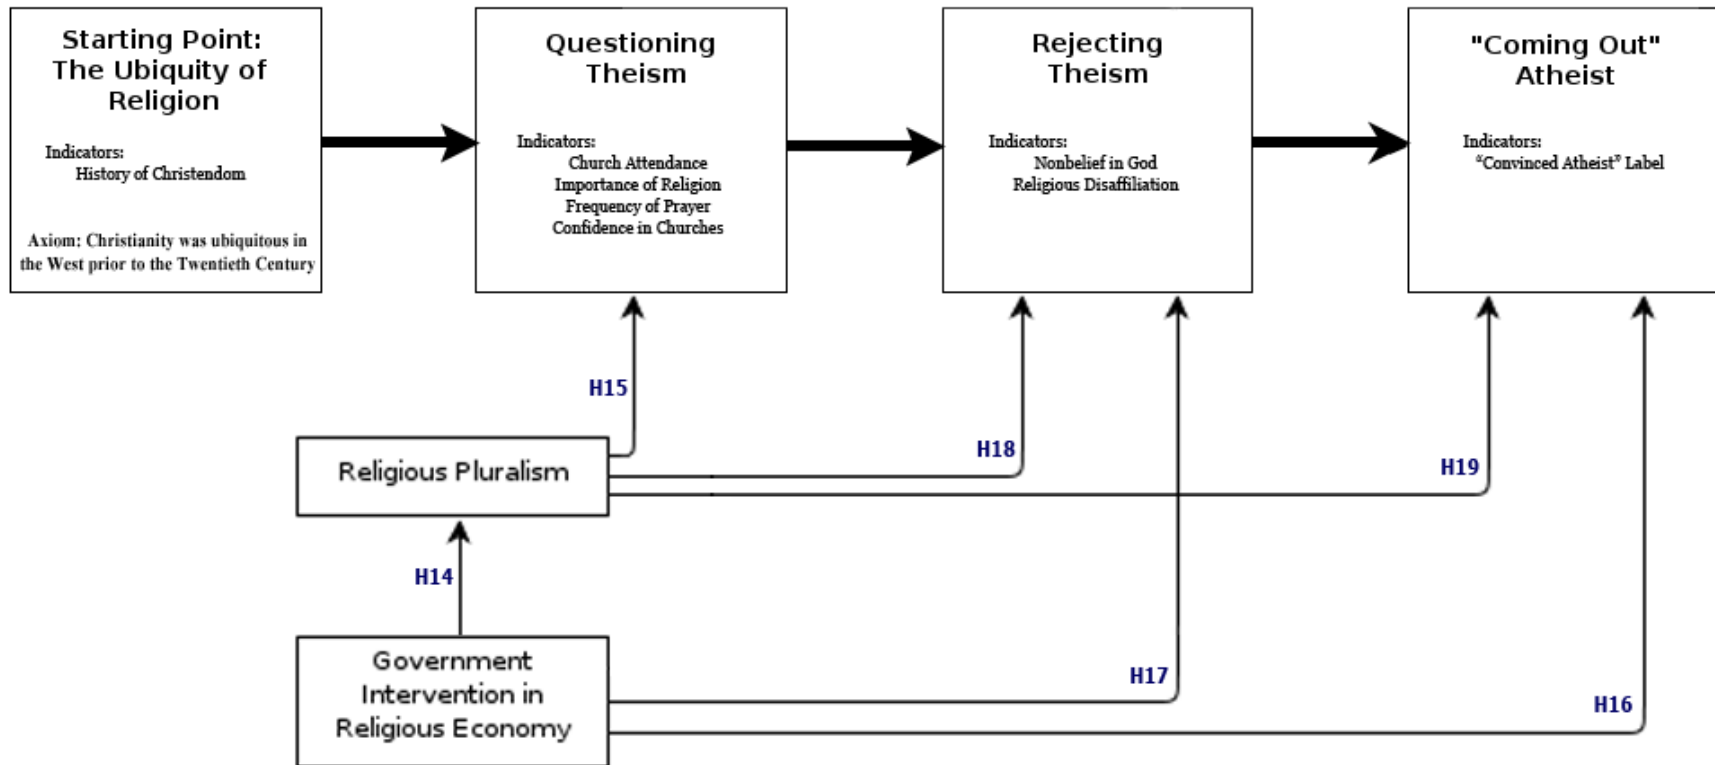 Starting Point:
The Ubiquity of
Religion
Indicators:
History of Christendom
Axiom: Christianity was ubiquitous in
the West prior to the Twentieth Century
Questioning
Theism
Indicators:
Church Attendance
Importance of Religion
Frequency of Prayer
Confidence in Churches
Rejecting
Theism
Indicators:
Nonbelief in God
Religious Disaffiliation
"Coming Out"
Atheist
Indicators:
“Convinced Atheist” Label
H15
H18
H19
Religious Pluralism
H14
H17
H16
Government
Intervention in
Religious Economy